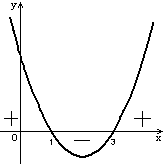 y
+ +
0 1 − 3 x